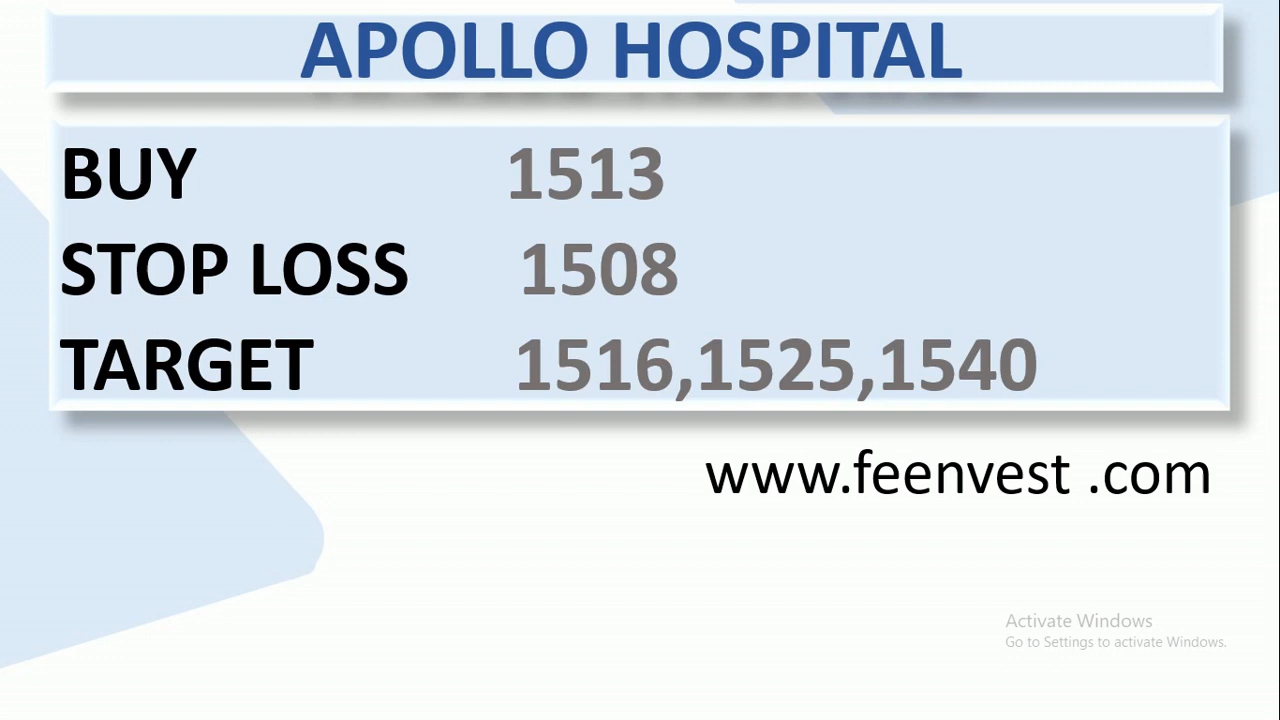 APOLLO HOSPITAL
BUY 1513
STOP LOSS 1508
TARGET 1516,1525,1540
www.feenvest .com
Activate Windows
Go to Settings to activate Windows.